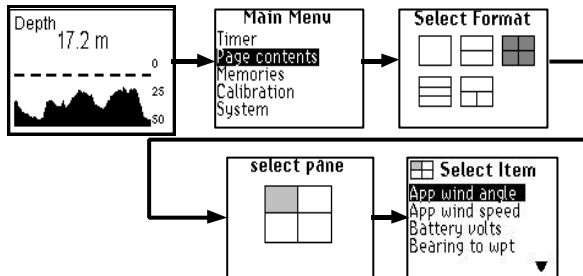 Depth
17.2 m
0
25
50
Main Menu
Timer
Page contents
Memories
Calibration
System
Select Format
select pane
Select Item
App wind angle
App wind speed
Battery volts
Bearing to wpt